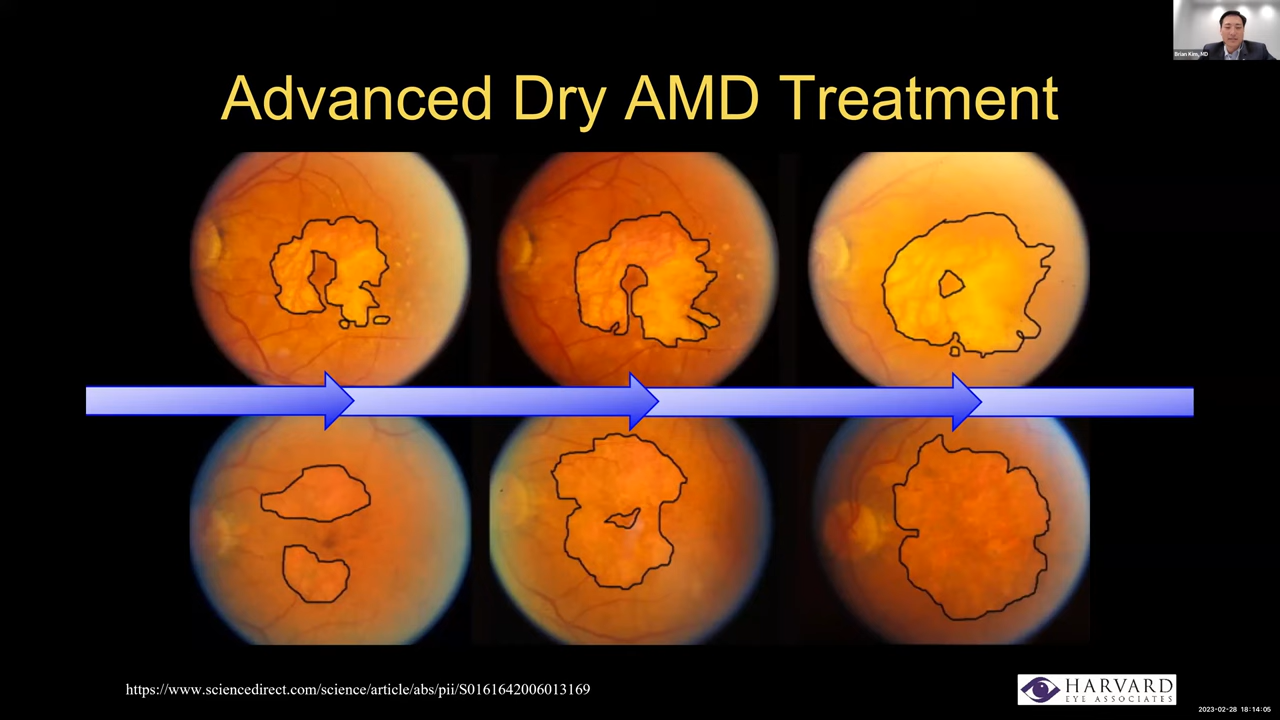 Brian Kim, MD
Advanced Dry AMD Treatment
https://www.sciencedirect.com/science/article/abs/pii/S0161642006013169
HARVARD
EYE ASSOCIATES
2023-02-28 18:14:05